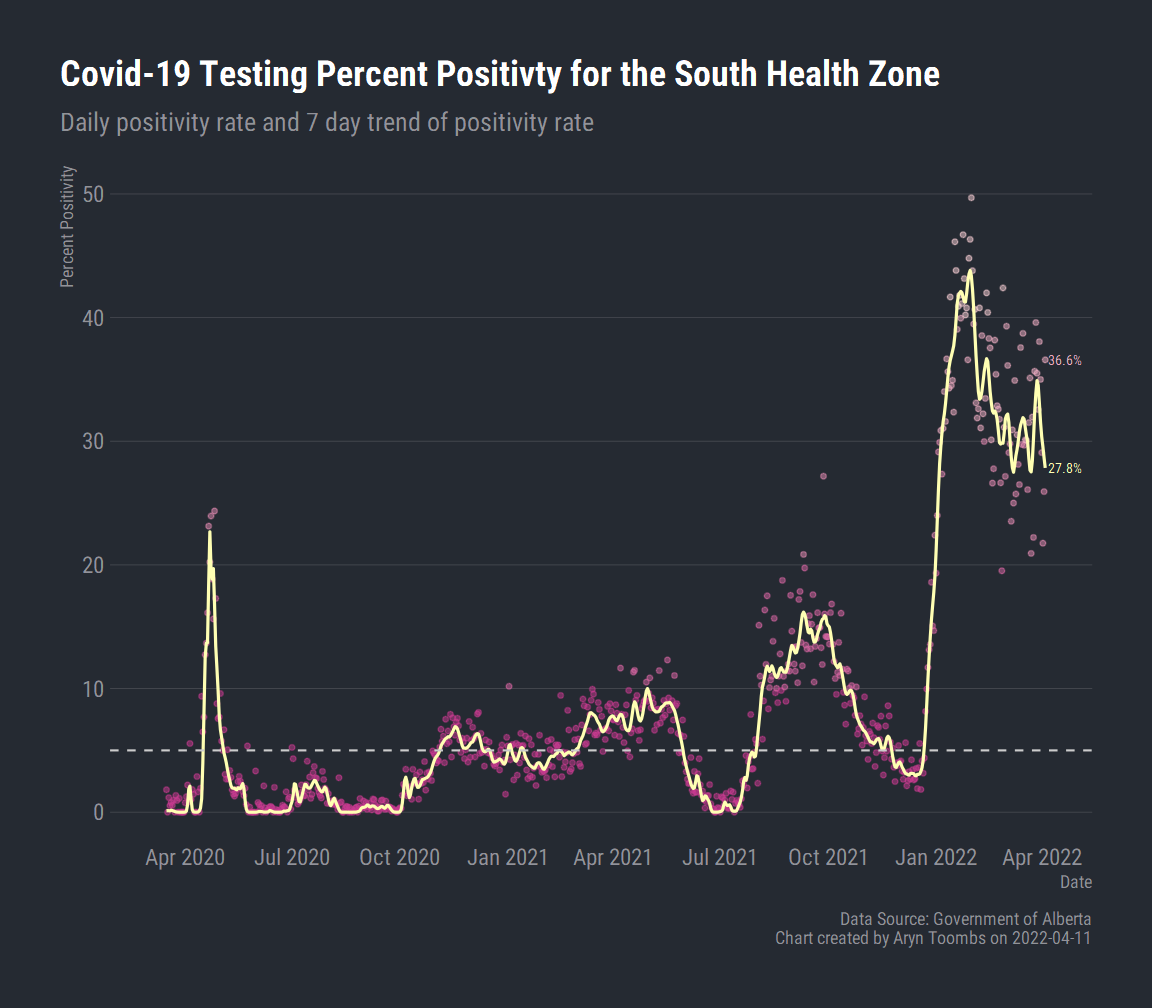 Covid-19 Testing Percent Positivty for the South Health Zone
Daily positivity rate and 7 day trend of positivity rate
Percent Positivity
50
40
30
20
10
0
36.6%
27.8%
Apr 2020 Jul 2020 Oct 2020 Jan 2021 Apr 2021 Jul 2021 Oct 2021 Jan 2022 Apr 2022
Date
Data Source: Government of Alberta
Chart created by Aryn Toombs on 2022-04-11